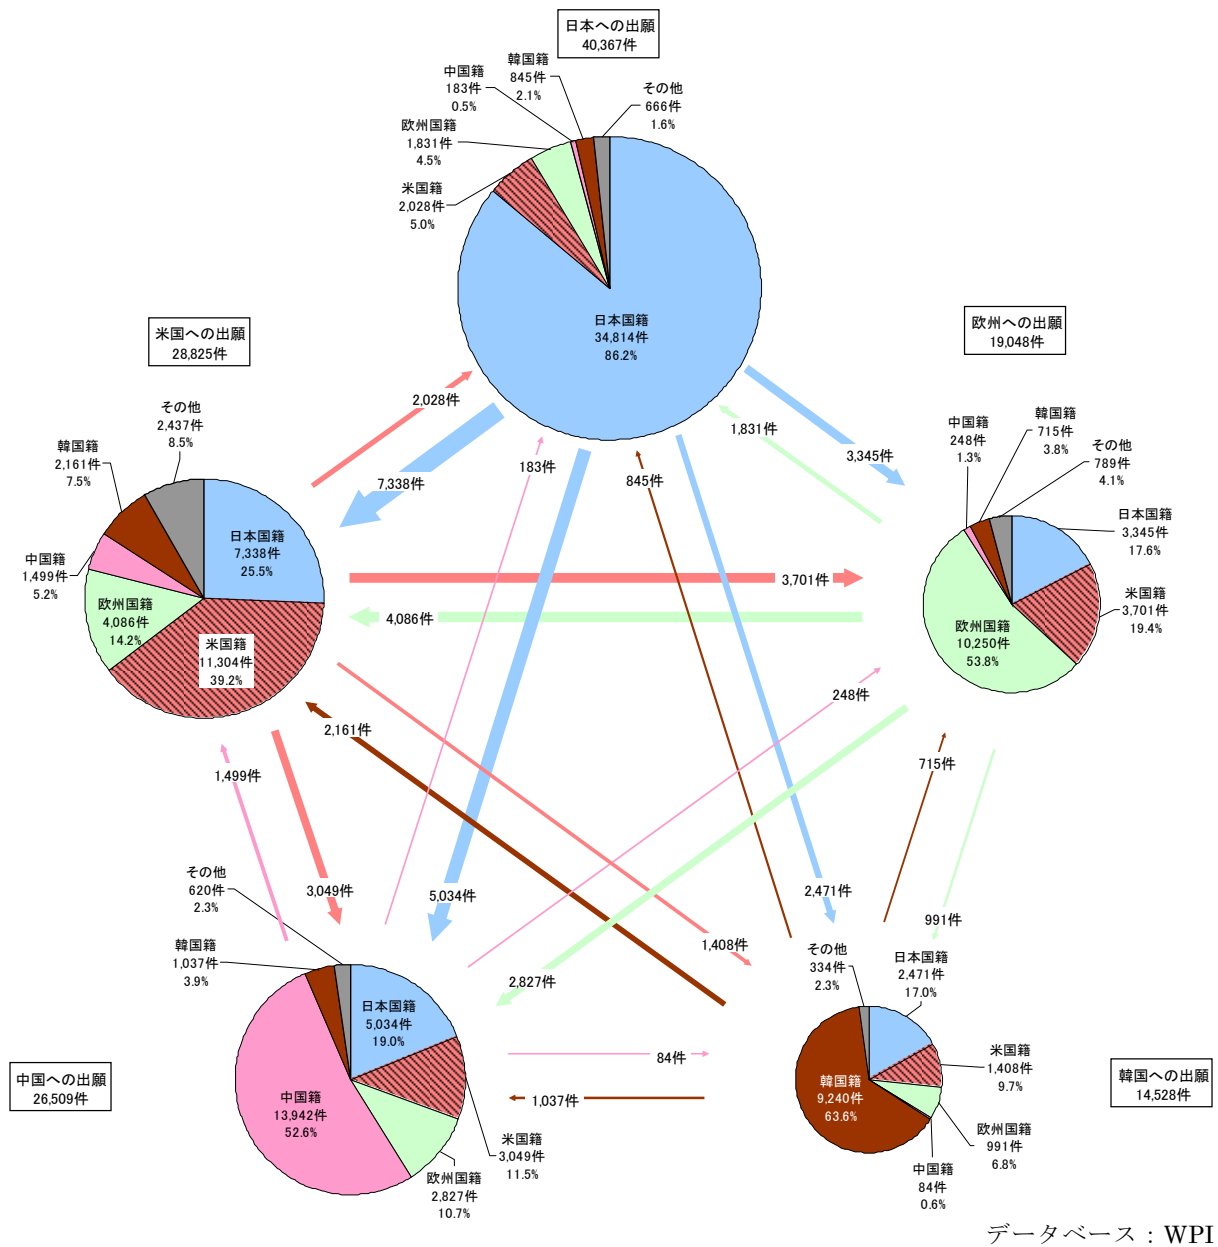 日本への出願
40,367件
韓国籍
845件
2.1%
中国籍
183件
0.5%
その他
666件
1.6%
欧州国籍
1,831件
4.5%
米国籍
2,028件
5.0%
日本国籍
34,814件
86.2%
米国への出願
28,825件
欧州への出願
19,048件
2,028件
7,338件
183件
845件
1,831件
3,345件
その他
2,437件
8.5%
韓国籍
2,161件
7.5%
中国籍
1,499件
5.2%
日本国籍
7,338件
25.5%
欧州国籍
4,086件
14.2%
米国籍
11,304件
39.2%
中国籍
248件
1.3%
韓国籍
715件
3.8%
その他
789件
4.1%
日本国籍
3,345件
17.6%
米国籍
3,701件
19.4%
欧州国籍
10,250件
53.8%
3,701件
4,086件
248件
2,161件
1,499件
715件
3,049件
5,034件
2,471件
991件
1,408件
2,827件
84件
1,037件
その他
620件
2.3%
韓国籍
1,037件
3.9%
日本国籍
5,034件
19.0%
中国籍
13,942件
52.6%
米国籍
3,049件
11.5%
欧州国籍
2,827件
10.7%
その他
334件
2.3%
日本国籍
2,471件
17.0%
米国籍
1,408件
9.7%
韓国籍
9,240件
63.6%
欧州国籍
991件
6.8%
中国籍
84件
0.6%
中国への出願
26,509件
韓国への出願
14,528件
データベース：WPI